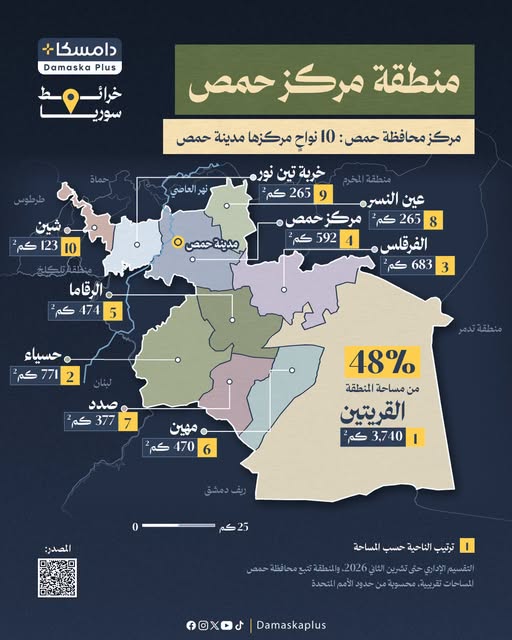 دامسكا+
Damaska Plus
خرائط
سوريا
منطقة مركز حمص
مركز محافظة حمص: 10 نواحٍ مركزها مدينة حمص
خربة تين نور
9 265 كم²
منطقة المخرم
حماة
نهر العاصي
طرطوس
عين النسر
8 265 كم²
مركز حمص
4 592 كم²
مدينة حمص
شين
10 123 كم²
الفرقلس
3 683 كم²
منطقة تلكلخ
الرقاما
5 474 كم²
منطقة تدمر
حسياء
2 771 كم²
لبنان
48%
من مساحة المنطقة
القريتين
1 3,740 كم²
صدد
7 377 كم²
مهين
6 470 كم²
ريف دمشق
0 25 كم
1 ترتيب الناحية حسب المساحة
المصدر:
التقسيم الإداري حتى تشرين الثاني 2026، والمنطقة تتبع محافظة حمص
المساحات تقريبية، محسوبة من حدود الأمم المتحدة
Damaskaplus